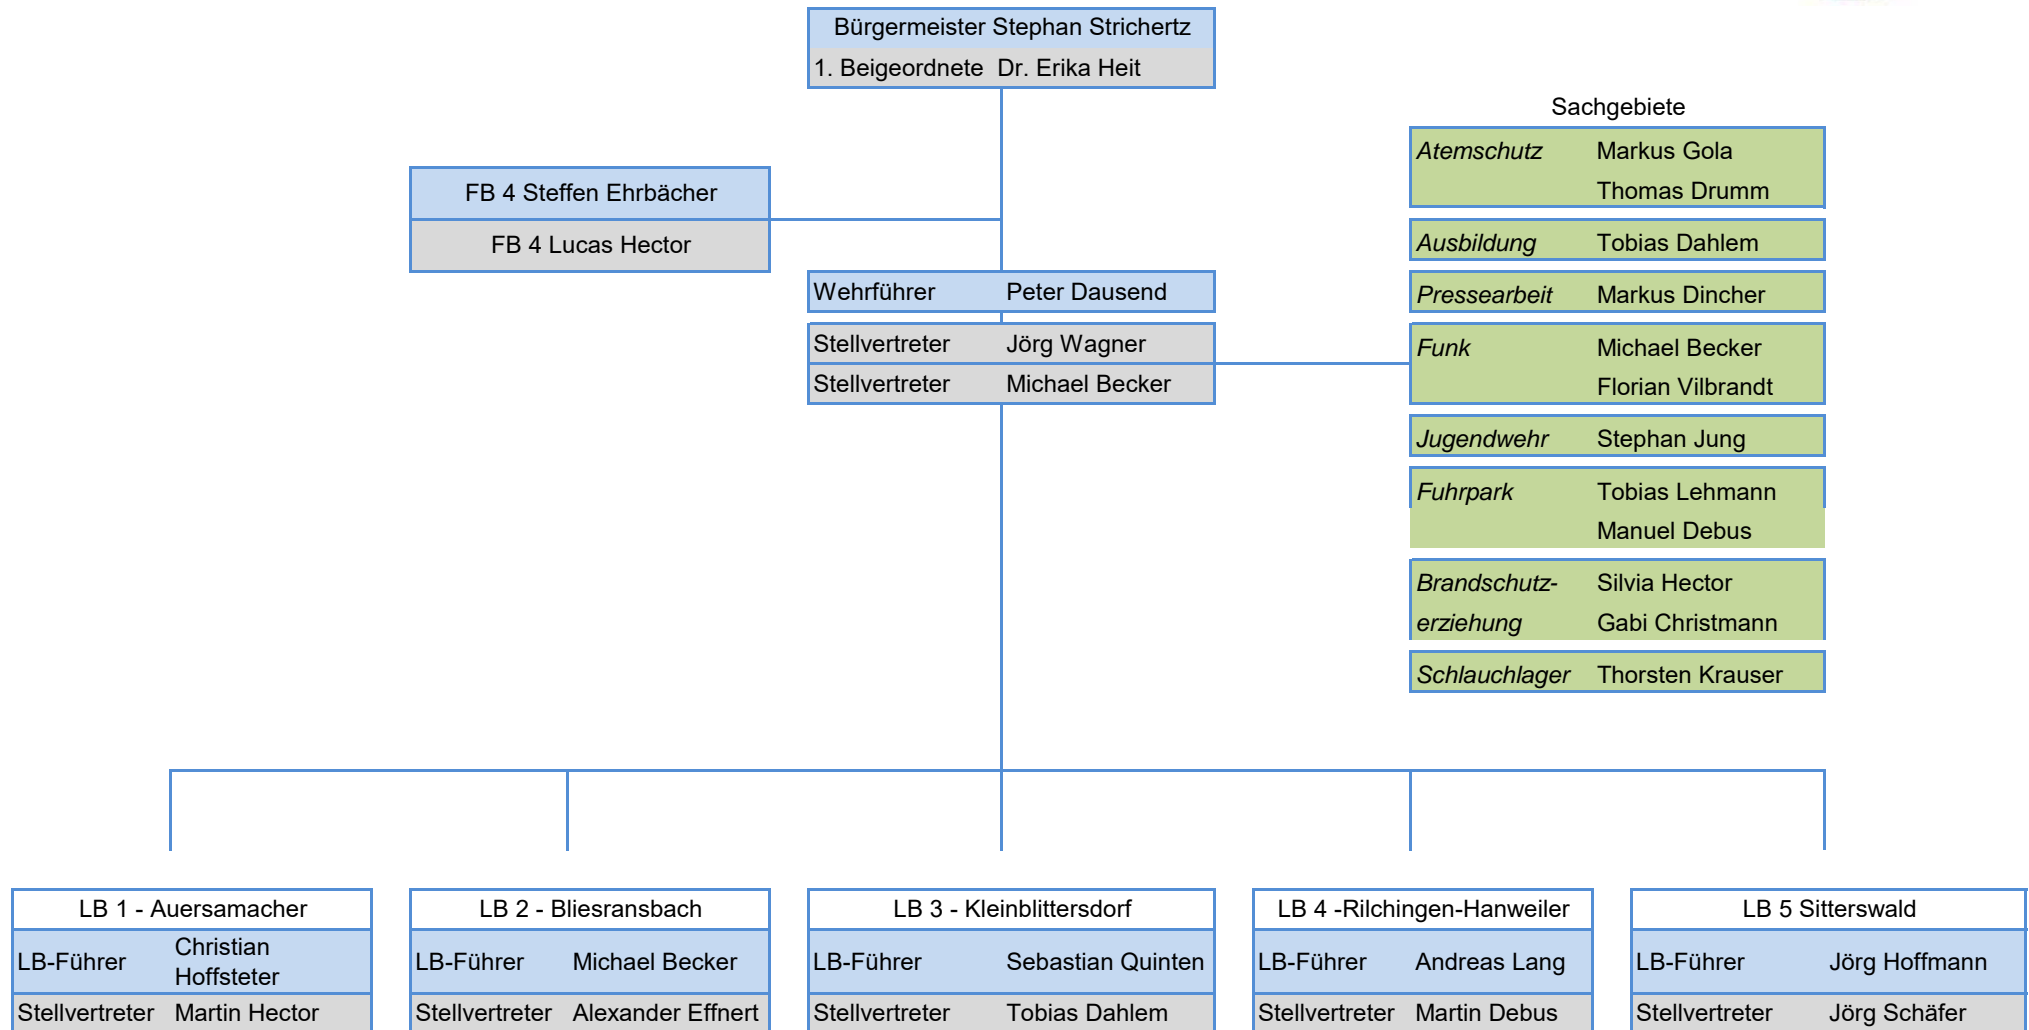 Bürgermeister Stephan Strichertz
1. Beigeordnete Dr. Erika Heit
FB 4 Steffen Ehrbächer
FB 4 Lucas Hector
Wehrführer Peter Dausend
Stellvertreter Jörg Wagner
Stellvertreter Michael Becker
Sachgebiete
Atemschutz Markus Gola
Thomas Drumm
Ausbildung Tobias Dahlem
Pressearbeit Markus Dincher
Funk Michael Becker
Florian Vilbrandt
Jugendwehr Stephan Jung
Fuhrpark Tobias Lehmann
Manuel Debus
Brandschutz- Silvia Hector
erziehung Gabi Christmann
Schlauchlager Thorsten Krauser
LB 1 - Auersamacher
LB-Führer Christian
Hoffsteter
Stellvertreter Martin Hector
LB 2 - Bliesransbach
LB-Führer Michael Becker
Stellvertreter Alexander Effnert
LB 3 - Kleinblittersdorf
LB-Führer Sebastian Quinten
Stellvertreter Tobias Dahlem
LB 4 -Rilchingen-Hanweiler
LB-Führer Andreas Lang
Stellvertreter Martin Debus
LB 5 Sitterswald
LB-Führer Jörg Hoffmann
Stellvertreter Jörg Schäfer